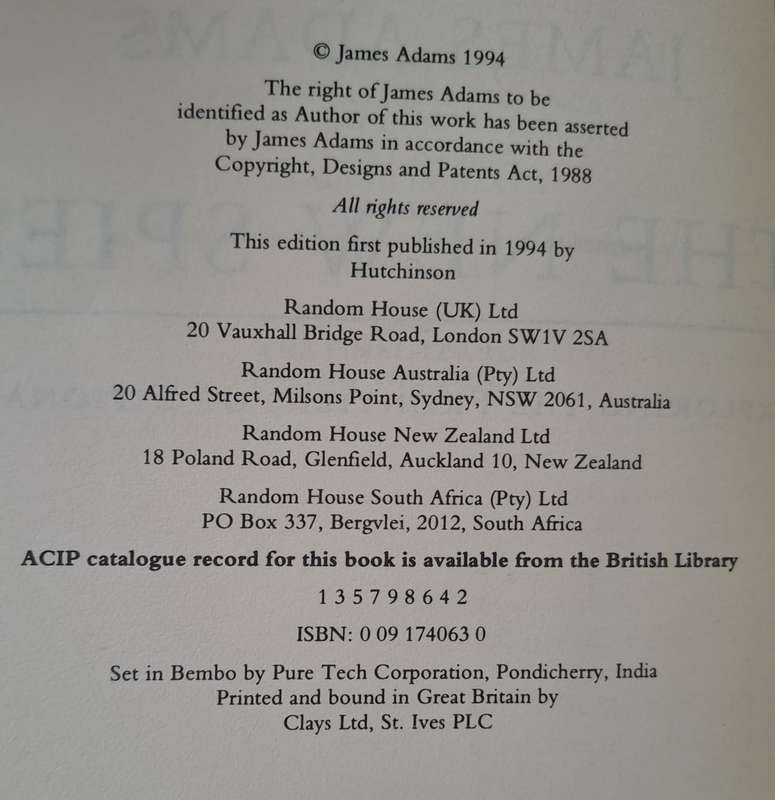 © James Adams 1994
The right of James Adams to be
identified as Author of this work has been asserted
by James Adams in accordance with the
Copyright, Designs and Patents Act, 1988
All rights reserved
This edition first published in 1994 by
Hutchinson
Random House (UK) Ltd
20 Vauxhall Bridge Road, London SW1V 2SA
Random House Australia (Pty) Ltd
20 Alfred Street, Milsons Point, Sydney, NSW 2061, Australia
Random House New Zealand Ltd
18 Poland Road, Glenfield, Auckland 10, New Zealand
Random House South Africa (Pty) Ltd
PO Box 337, Bergvlei, 2012, South Africa
ACIP catalogue record for this book is available from the British Library
1 3 5 7 9 8 6 4 2
ISBN: 0 09 174063 0
Set in Bembo by Pure Tech Corporation, Pondicherry, India
Printed and bound in Great Britain by
Clays Ltd, St. Ives PLC